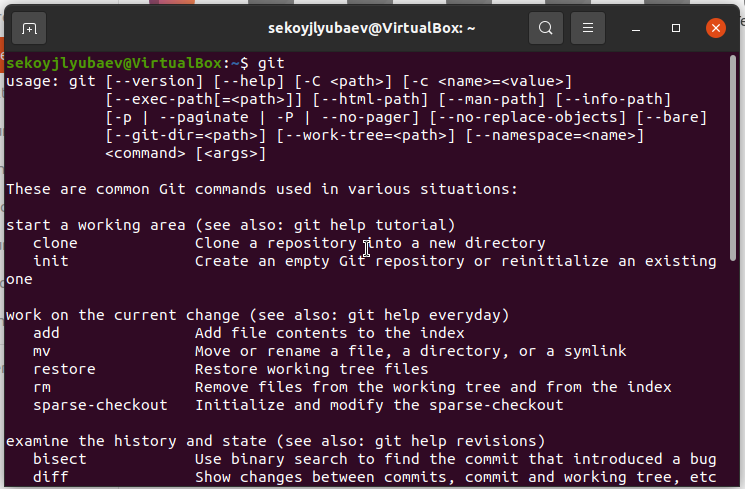 sekoyjlyubaev@VirtualBox: ~
sekoyjlyubaev@VirtualBox:~$ git
usage: git [--version] [--help] [-C <path>] [-c <name>=<value>]
           [--exec-path[=<path>]] [--html-path] [--man-path] [--info-path]
           [-p | --paginate | -P | --no-pager] [--no-replace-objects] [--bare]
           [--git-dir=<path>] [--work-tree=<path>] [--namespace=<name>]
           <command> [<args>]

These are common Git commands used in various situations:

start a working area (see also: git help tutorial)
   clone             Clone a repository into a new directory
   init              Create an empty Git repository or reinitialize an existing
one

work on the current change (see also: git help everyday)
   add               Add file contents to the index
   mv                Move or rename a file, a directory, or a symlink
   restore           Restore working tree files
   rm                Remove files from the working tree and from the index
   sparse-checkout   Initialize and modify the sparse-checkout

examine the history and state (see also: git help revisions)
   bisect            Use binary search to find the commit that introduced a bug
   diff              Show changes between commits, commit and working tree, etc